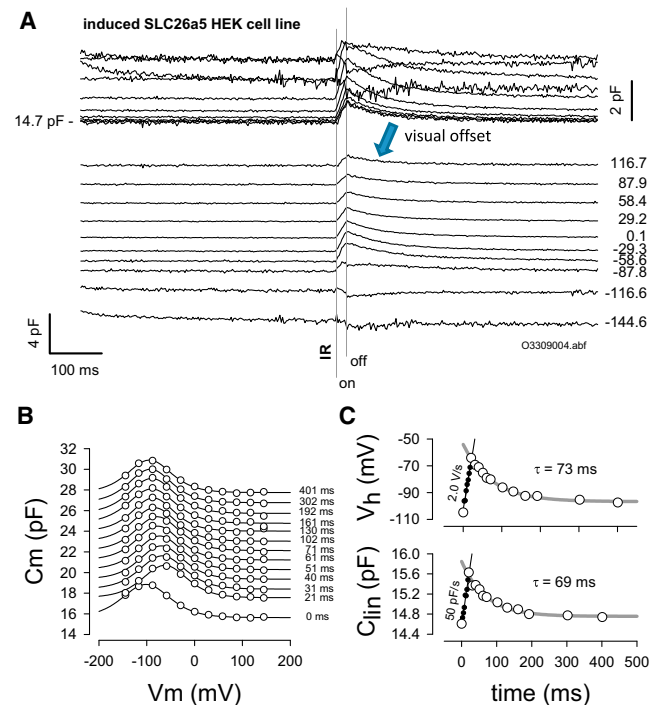 A
induced SLC26a5 HEK cell line
14.7 pF -
2 pF
visual offset
116.7
87.9
58.4
29.2
0.1
-29.3
-58.6
-87.8
-116.6
-144.6
4 pF
100 ms
IR
off
on
O3309004.abf
B
Cm (pF)
32
30
28
26
24
22
20
18
16
14
401 ms
302 ms
192 ms
161 ms
130 ms
102 ms
71 ms
61 ms
51 ms
40 ms
31 ms
21 ms
0 ms
-200 -100 0 100 200
Vm (mV)
C
Vh (mV)
-50
-70
-90
-110
2.0 V/s
τ = 73 ms
Clin (pF)
16.0
15.6
15.2
14.8
14.4
50 pF/s
τ = 69 ms
0 100 200 300 400 500
time (ms)